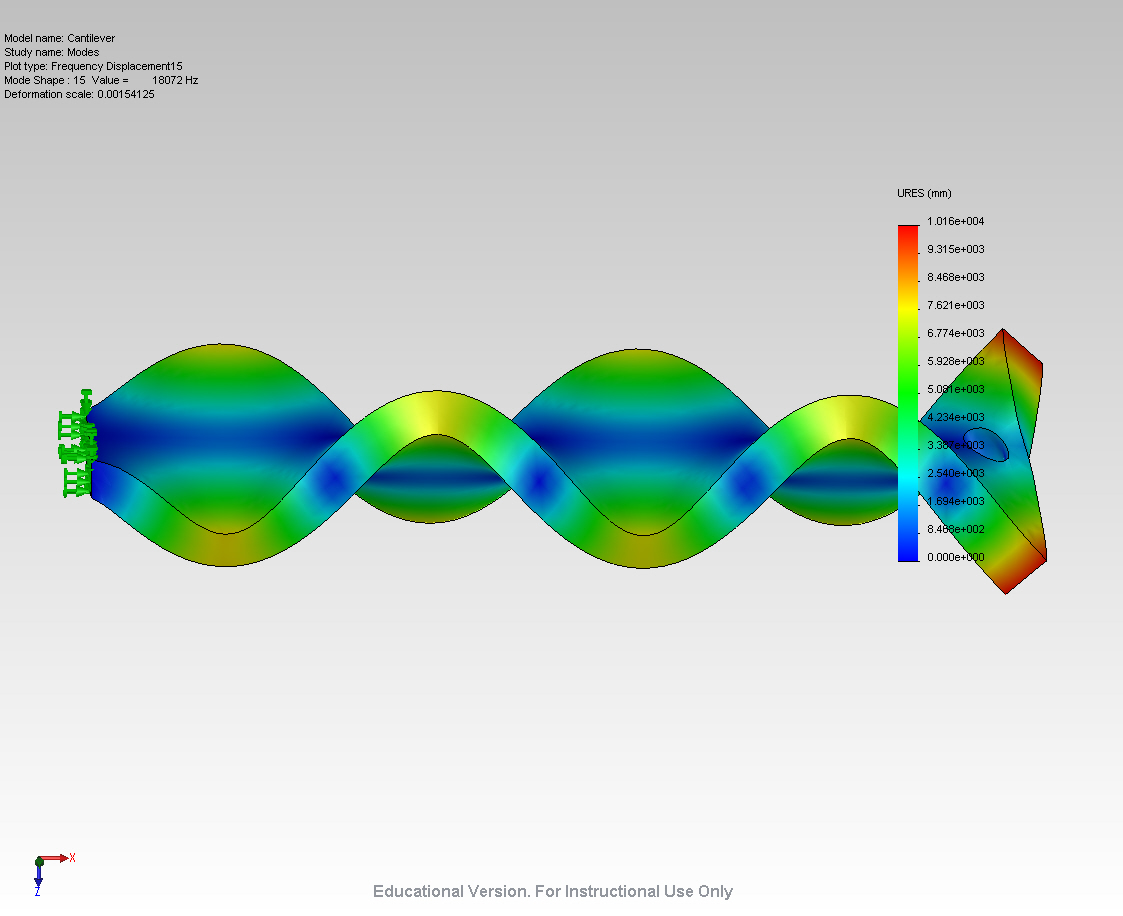 Model name: Cantilever
Study name: Modes
Plot type: Frequency Displacement15
Mode Shape : 15 Value = 18072 Hz
Deformation scale: 0.00154125
URES (mm)
1.016e+004
9.315e+003
8.468e+003
7.621e+003
6.774e+003
5.928e+003
5.081e+003
4.234e+003
3.387e+003
2.540e+003
1.694e+003
8.468e+002
0.000e+000
X
Z
Educational Version. For Instructional Use Only